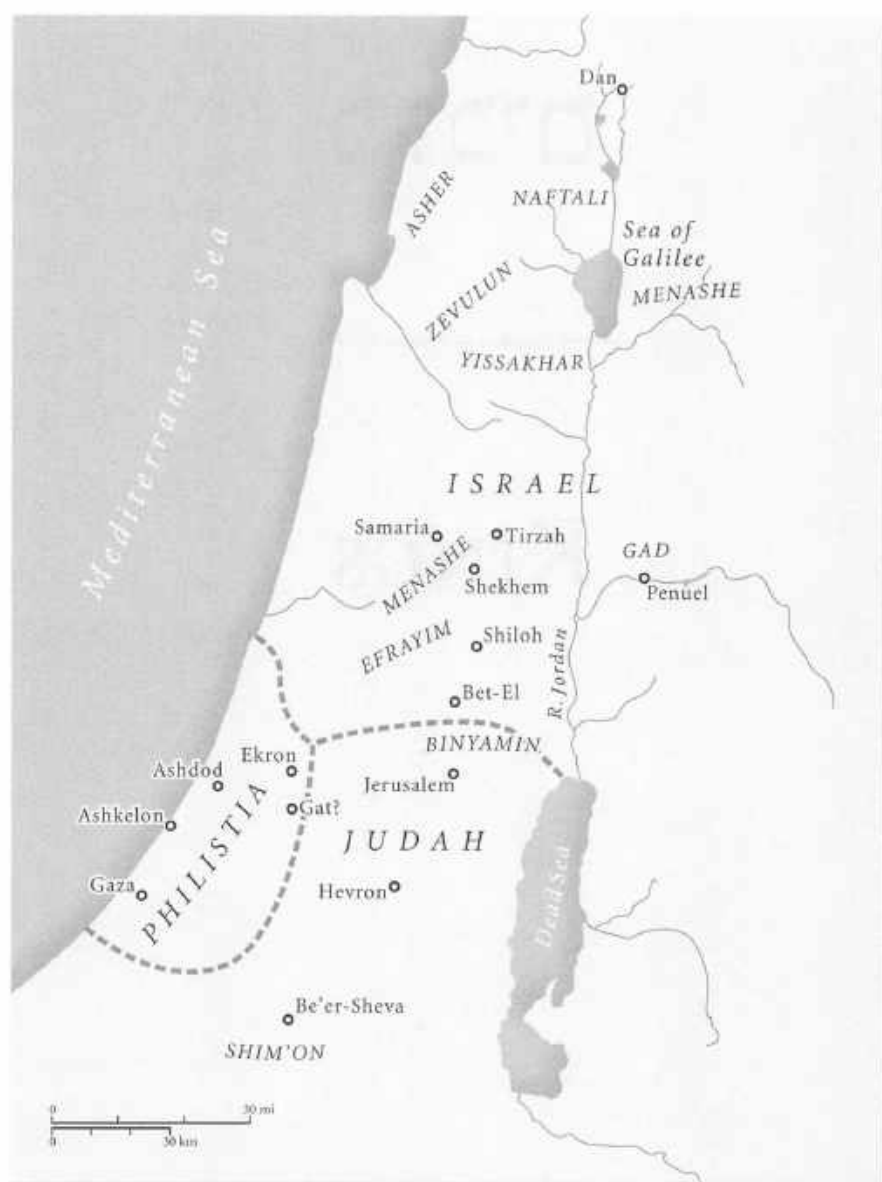 Dan
ASHER
NAFTALI
Sea of
Galilee
MENASHE
ZEVULUN
YISSAKHAR
Mediterranean Sea
ISRAEL
Samaria
Tirzah
MENASHE
Shekhem
GAD
Penuel
EFRAYIM
Shiloh
R. Jordan
Bet-El
BINYAMIN
Ekron
Ashdod
Jerusalem
Ashkelon
Gat?
PHILISTIA
JUDAH
Gaza
Hevron
Dead Sea
Be'er-Sheva
SHIM'ON
0 30 mi
0 30 km